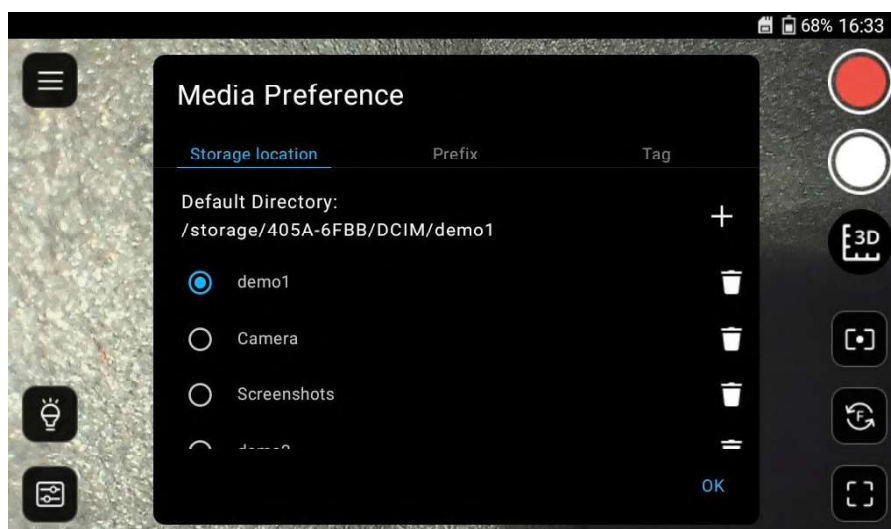 68% 16:33
Media Preference
Storage location Prefix Tag
Default Directory:
/storage/405A-6FBB/DCIM/demo1
demo1
3D
Camera
Screenshots
F
OK